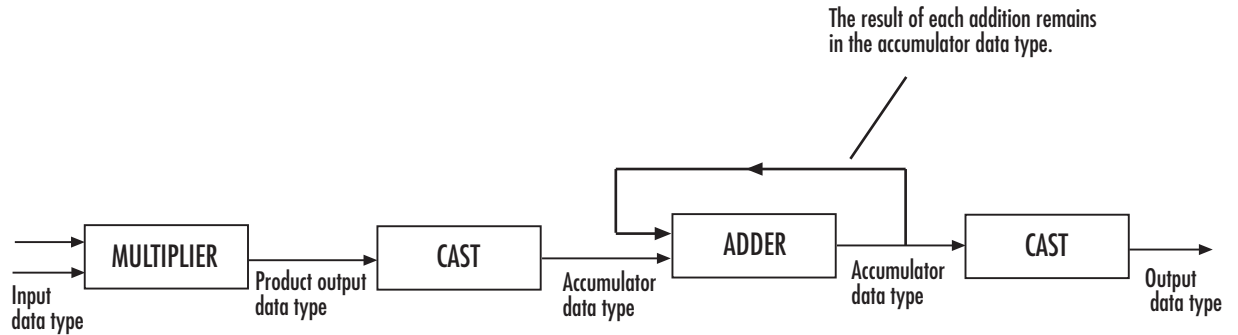 The result of each addition remains
in the accumulator data type.
MULTIPLIER
CAST
ADDER
CAST
Input
data type
Product output
data type
Accumulator
data type
Accumulator
data type
Output
data type